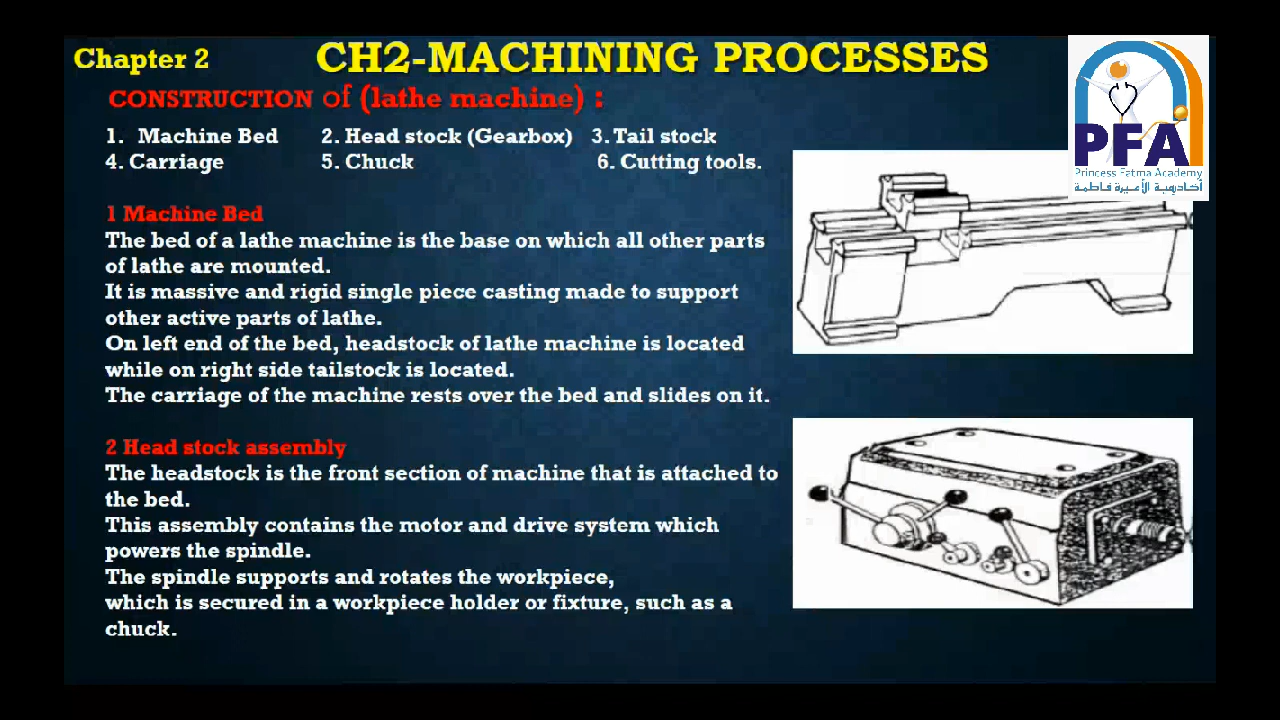 Chapter 2
CH2-MACHINING PROCESSES
CONSTRUCTION of (lathe machine) :
1. Machine Bed 2. Head stock (Gearbox) 3. Tail stock
4. Carriage 5. Chuck 6. Cutting tools.
1 Machine Bed
The bed of a lathe machine is the base on which all other parts
of lathe are mounted.
It is massive and rigid single piece casting made to support
other active parts of lathe.
On left end of the bed, headstock of lathe machine is located
while on right side tailstock is located.
The carriage of the machine rests over the bed and slides on it.
2 Head stock assembly
The headstock is the front section of machine that is attached to
the bed.
This assembly contains the motor and drive system which
powers the spindle.
The spindle supports and rotates the workpiece,
which is secured in a workpiece holder or fixture, such as a
chuck.
PFA
Princess Fatma Academy
أكاديمية الأميرة فاطمة